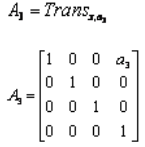 A₃ = Trans x,a₃
A₃ = [ 1 0 0 a₃
0 1 0 0
0 0 1 0
0 0 0 1 ]